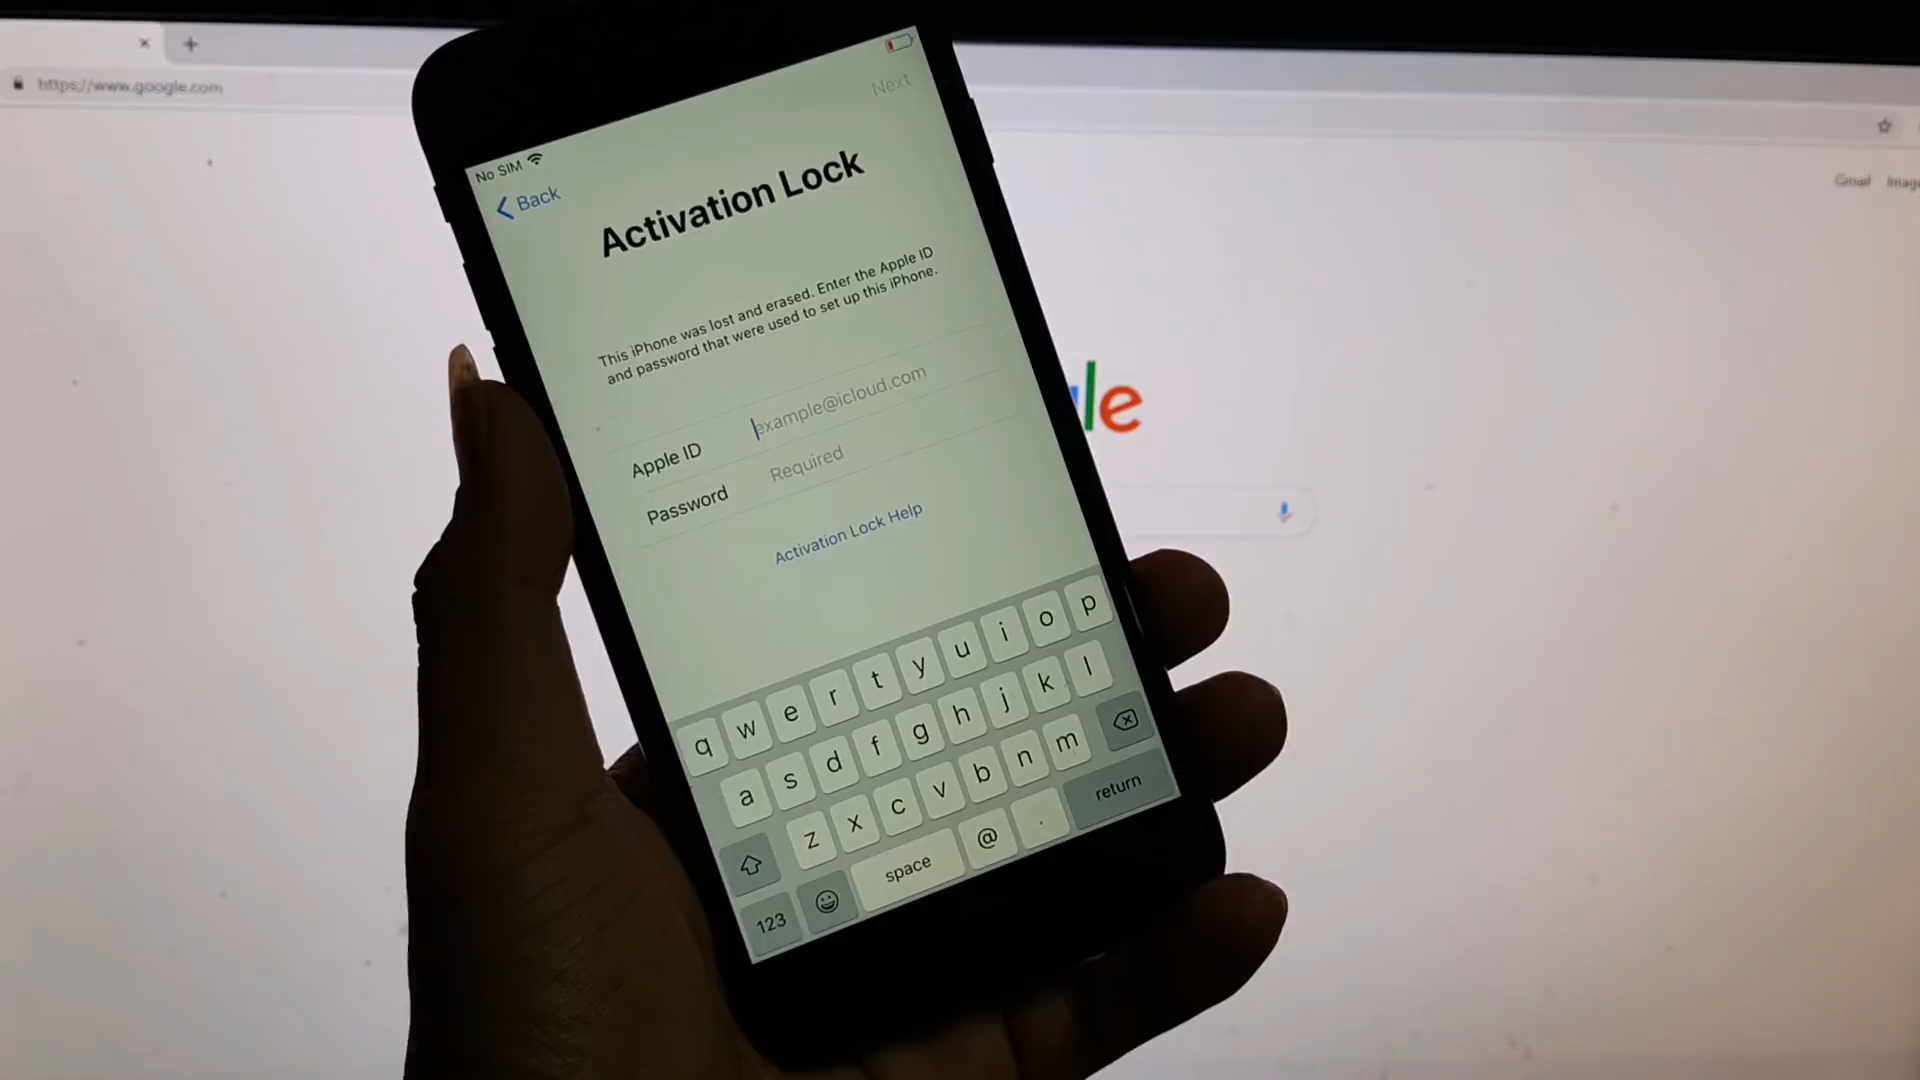 https://www.google.com
Gmail
No SIM
Next
Back
Activation Lock
This iPhone was lost and erased. Enter the Apple ID
and password that were used to set up this iPhone.
Apple ID example@icloud.com
Password Required
Activation Lock Help
le
q w e r t y u i o p
a s d f g h j k l
z x c v b n m
123 space @ . return